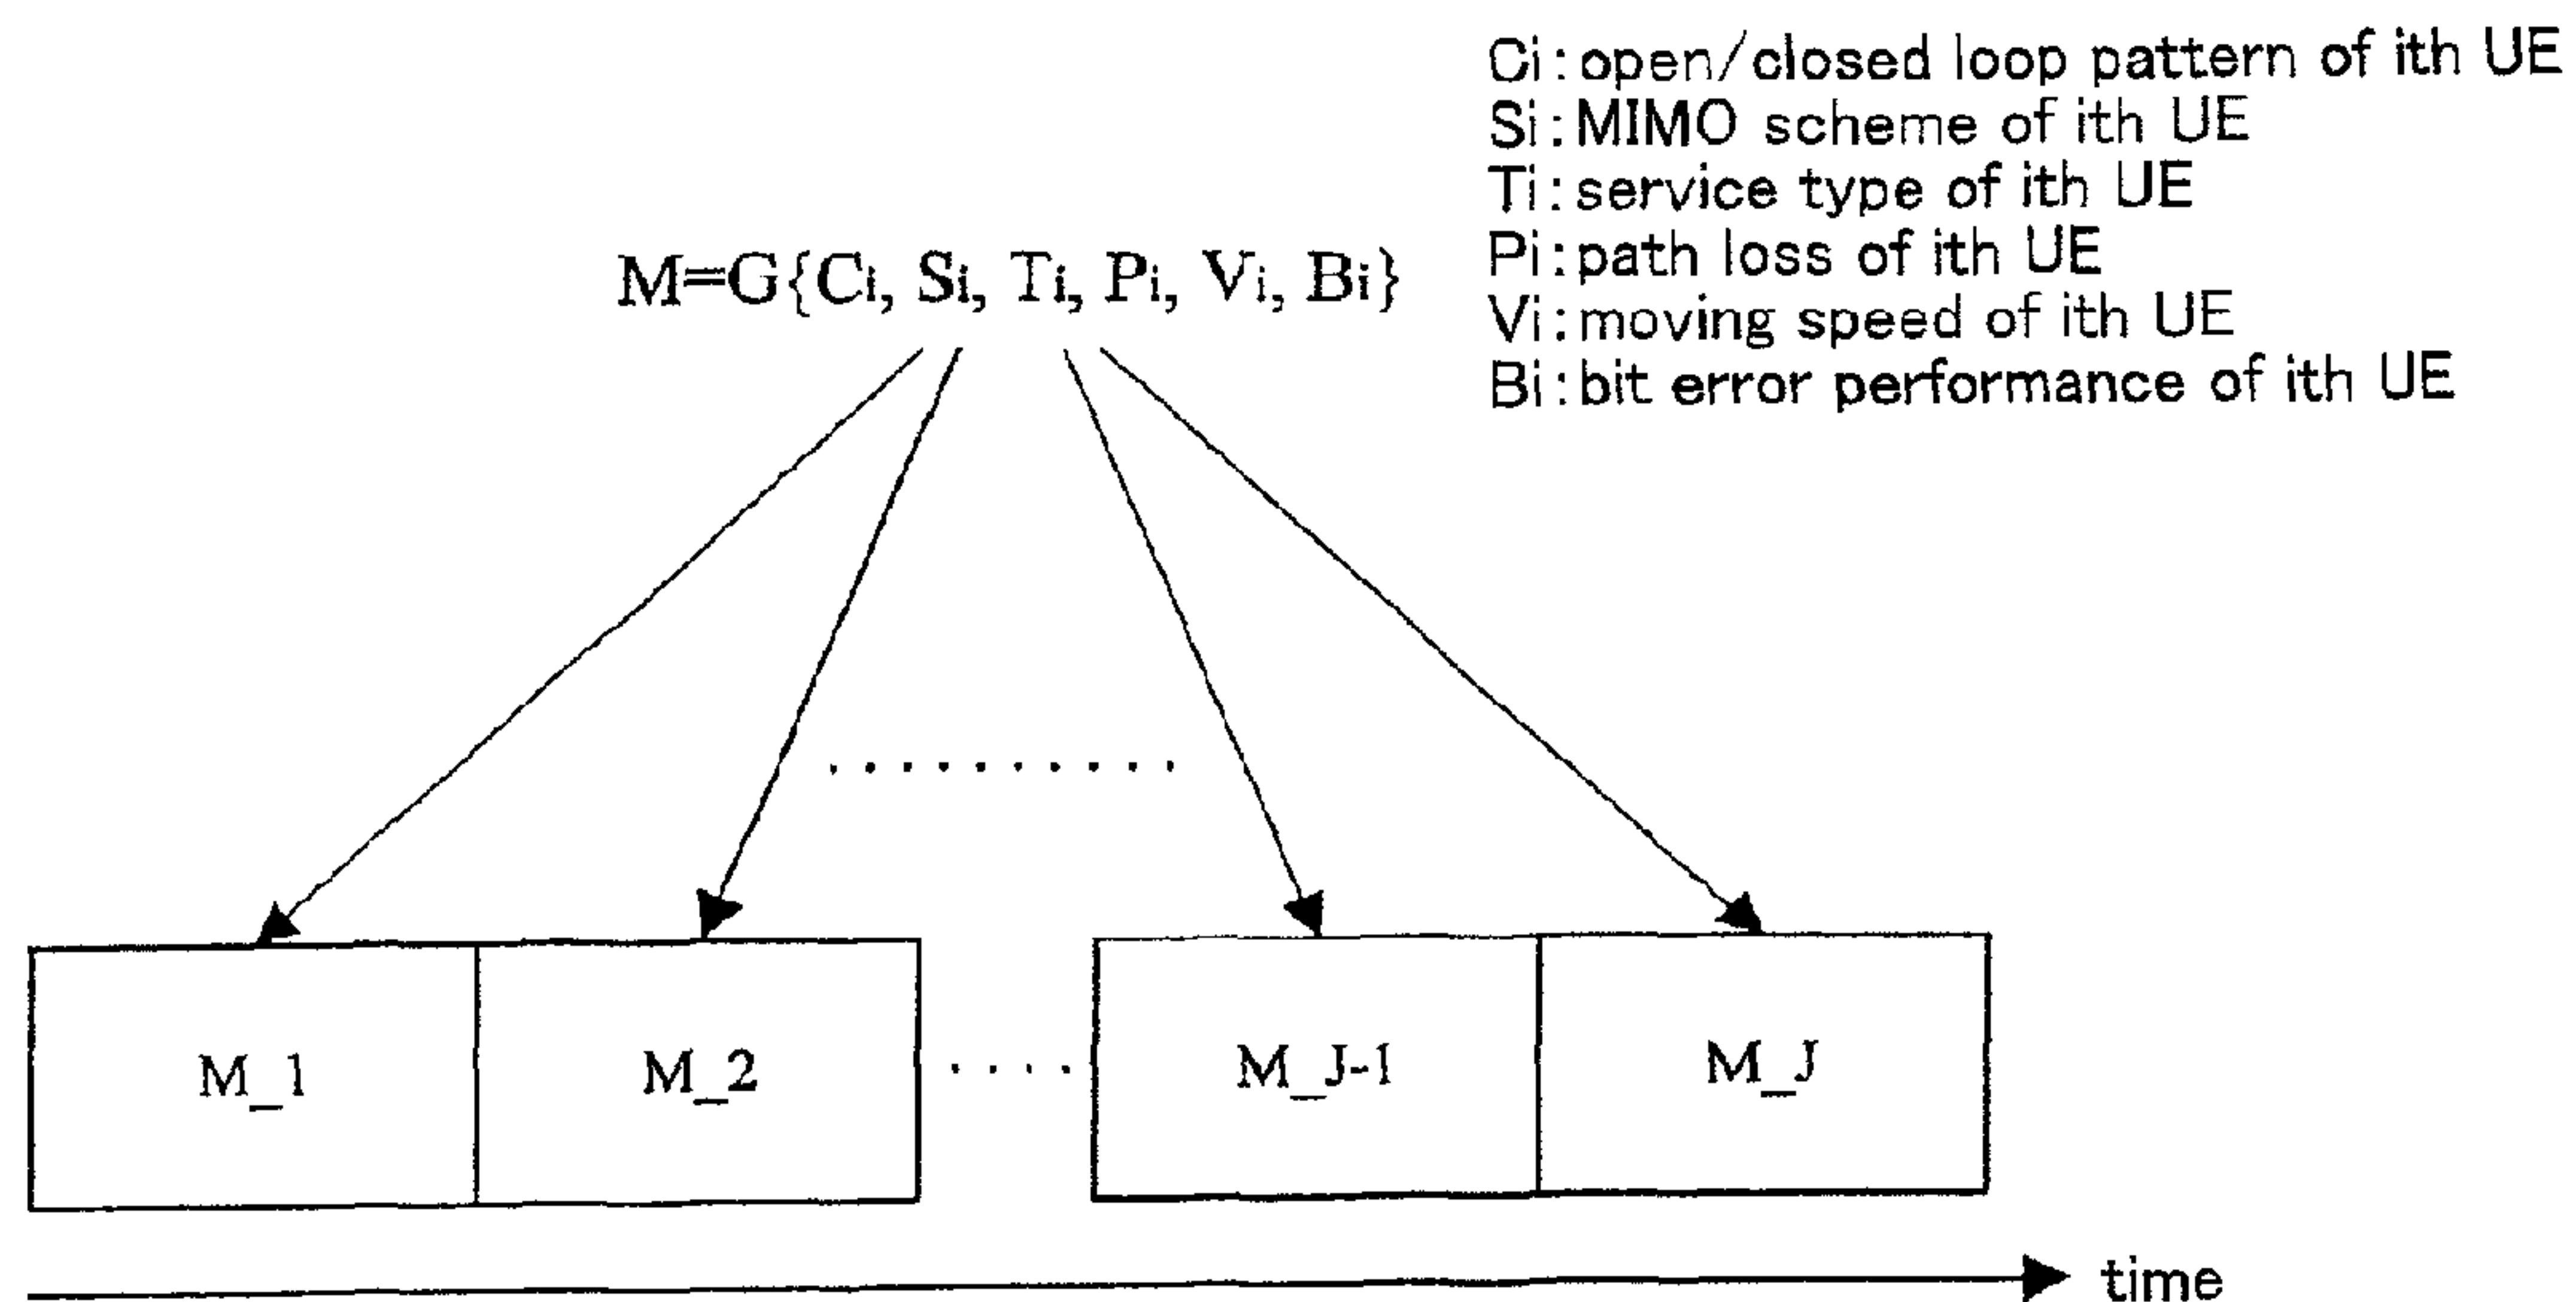 Ci:open/closed loop pattern of ith UE
Si:MIMO scheme of ith UE
Ti:service type of ith UE
Pi:path loss of ith UE
Vi:moving speed of ith UE
Bi:bit error performance of ith UE
M=G{Ci, Si, Ti, Pi, Vi, Bi}
M_1
M_2
M_J-1
M_J
time